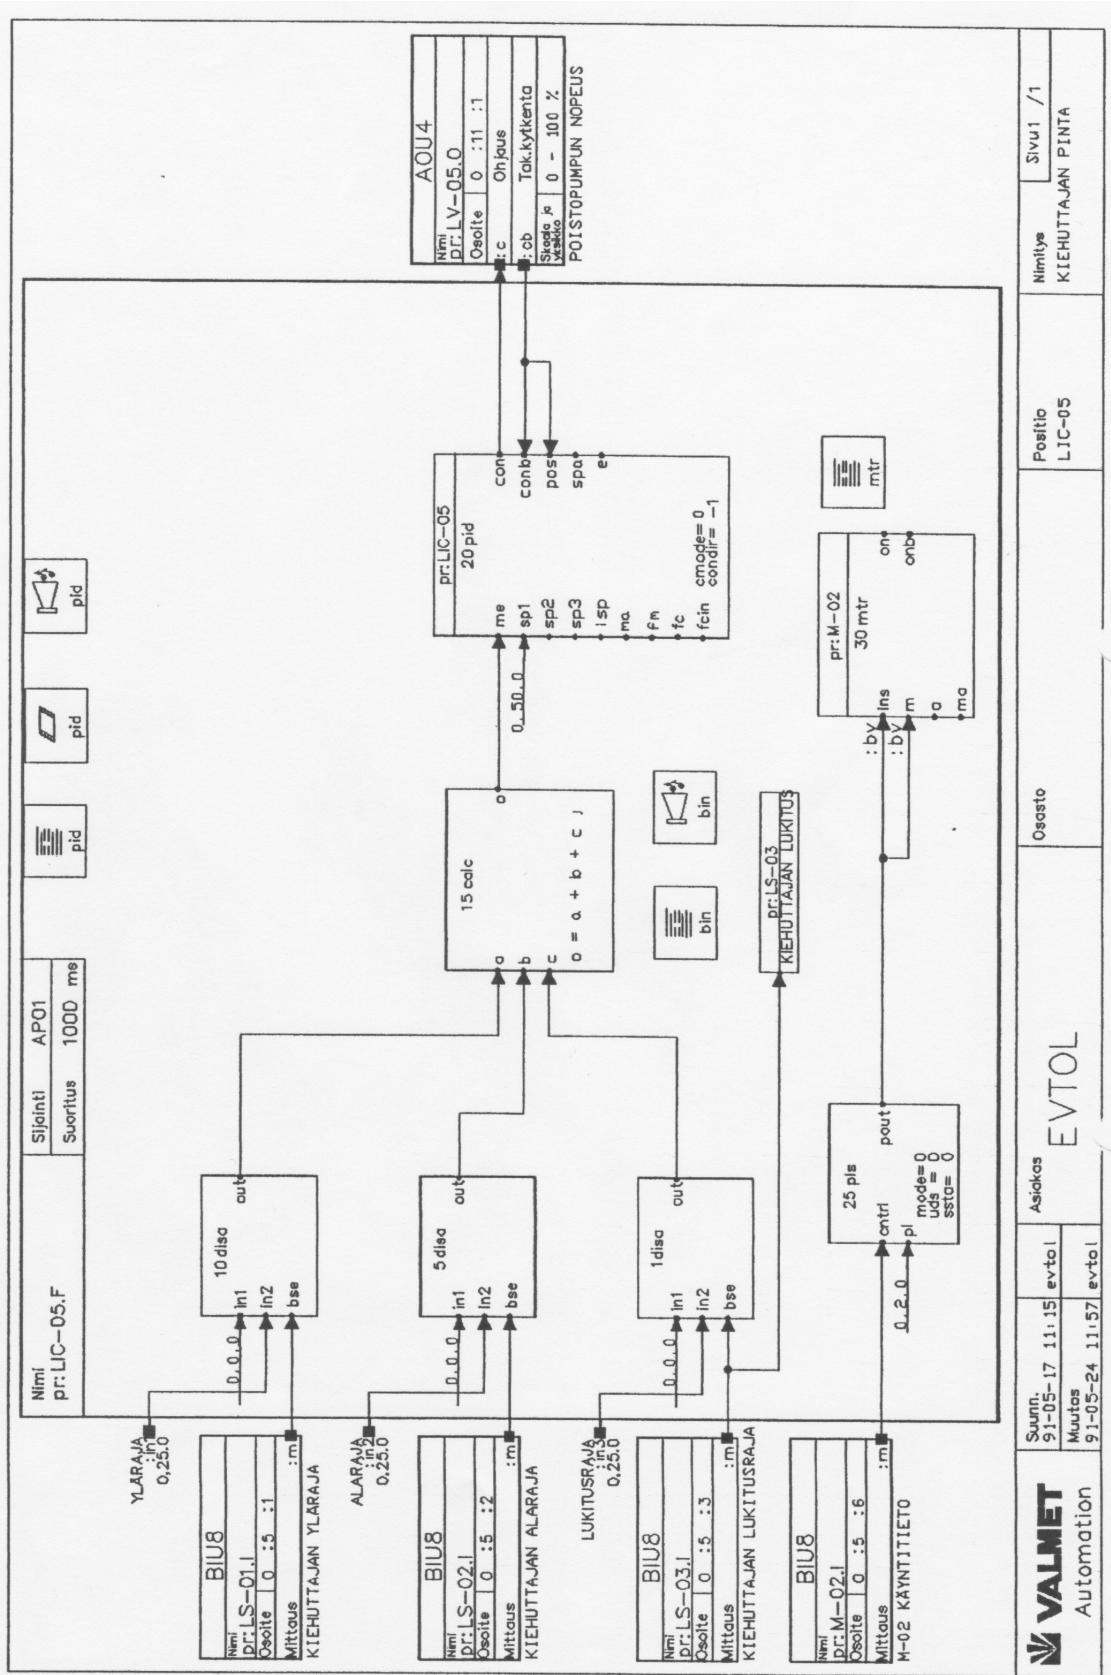 Nimi
pr:LIC-05.F
Sijainti AP01
Suoritus 1000 ms
pid
pid
pid
YLÄRAJA
:in1
0,25.0
BIU8
Nimi
pr:LS-01.I
Osoite 0 :5 :1
Mittaus :m
KIEHUTTAJAN YLÄRAJA
0,0.0
in1
in2
bse
10 disa
out
ALARAJA
:in2
0,25.0
BIU8
Nimi
pr:LS-02.I
Osoite 0 :5 :2
Mittaus :m
KIEHUTTAJAN ALARAJA
0,0.0
in1
in2
bse
5 disa
out
LUKITUSRAJA
:in3
0,25.0
BIU8
Nimi
pr:LS-03.I
Osoite 0 :5 :3
Mittaus :m
KIEHUTTAJAN LUKITUSRAJA
0,0.0
in1
in2
bse
1 disa
out
BIU8
Nimi
pr:M-02.I
Osoite 0 :5 :6
Mittaus :m
M-02 KÄYNTITIETO
0,2.0
cntrl
pl
25 pls
mode= 0
uds = 0
ssta= 0
pout
15 calc
a
b
c
o
o = a + b + c ;
bin
bin
pr:LS-03
KIEHUTTAJAN LUKITUS
0,50.0
pr:LIC-05
20 pid
me
sp1
sp2
sp3
lsp
ma
fm
fc
fcin
con
conb
pos
spa
e
cmode= 0
condir= -1
:bv
:bv
pr:M-02
30 mtr
ins
m
a
ma
on
onb
mtr
AOU4
Nimi
pr:LV-05.O
Osoite 0 :11 :1
:c Ohjaus
:cb Tak.kytkenta
Skaala ja
yksikko 0 - 100 %
POISTOPUMPUN NOPEUS
VALMET
Automation
Suunn.
91-05-17 11:15 evtol
Muutos
91-05-24 11:57 evtol
Asiakas
EVTOL
Osasto
Positio
LIC-05
Nimitys
KIEHUTTAJAN PINTA
Sivu1 /1